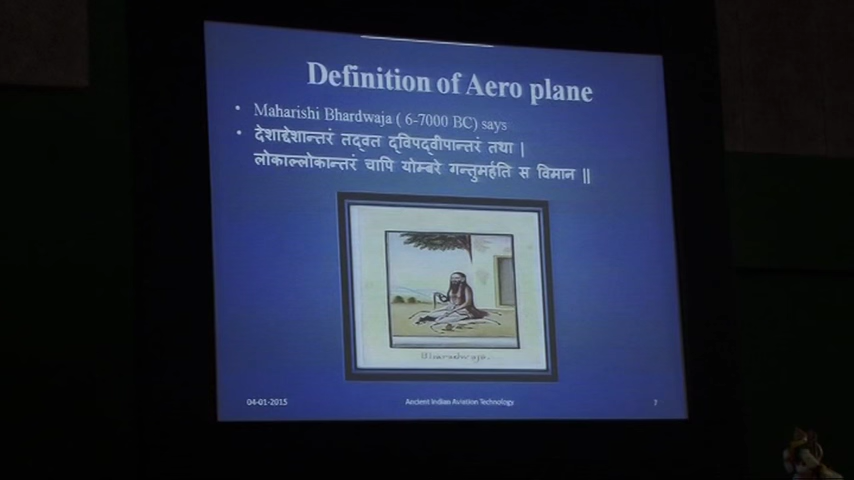 Definition of Aero plane
• Maharishi Bhardwaja ( 6-7000 BC) says
• देशाद्देशान्तरं तद्वत द्विपद्वीपान्तरं तथा |
लोकाल्लोकान्तरं चापि योम्बरे गन्तुमर्हति स विमान ||
Bharadwaja.
04-01-2015
Ancient Indian Aviation Technology
7